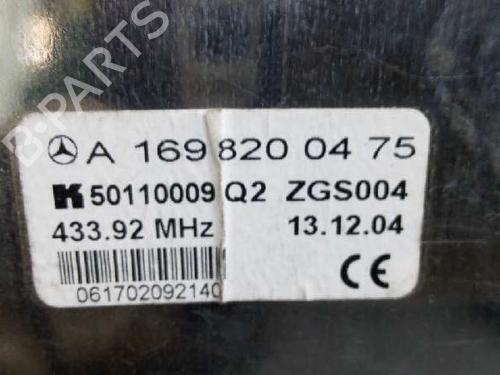 B-PARTS
A 169 820 04 75
K 50110009 Q2 ZGS004
433.92 MHz 13.12.04
CE
061702092140